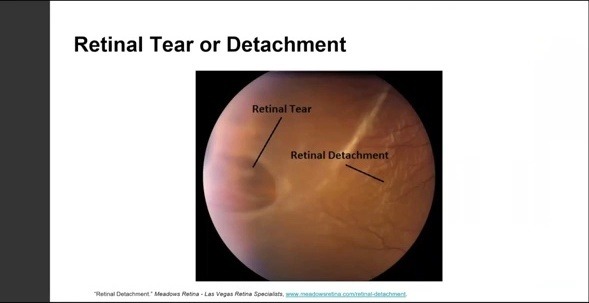 Retinal Tear or Detachment
Retinal Tear
Retinal Detachment
"Retinal Detachment." Meadows Retina - Las Vegas Retina Specialists, www.meadowsretina.com/retinal-detachment.